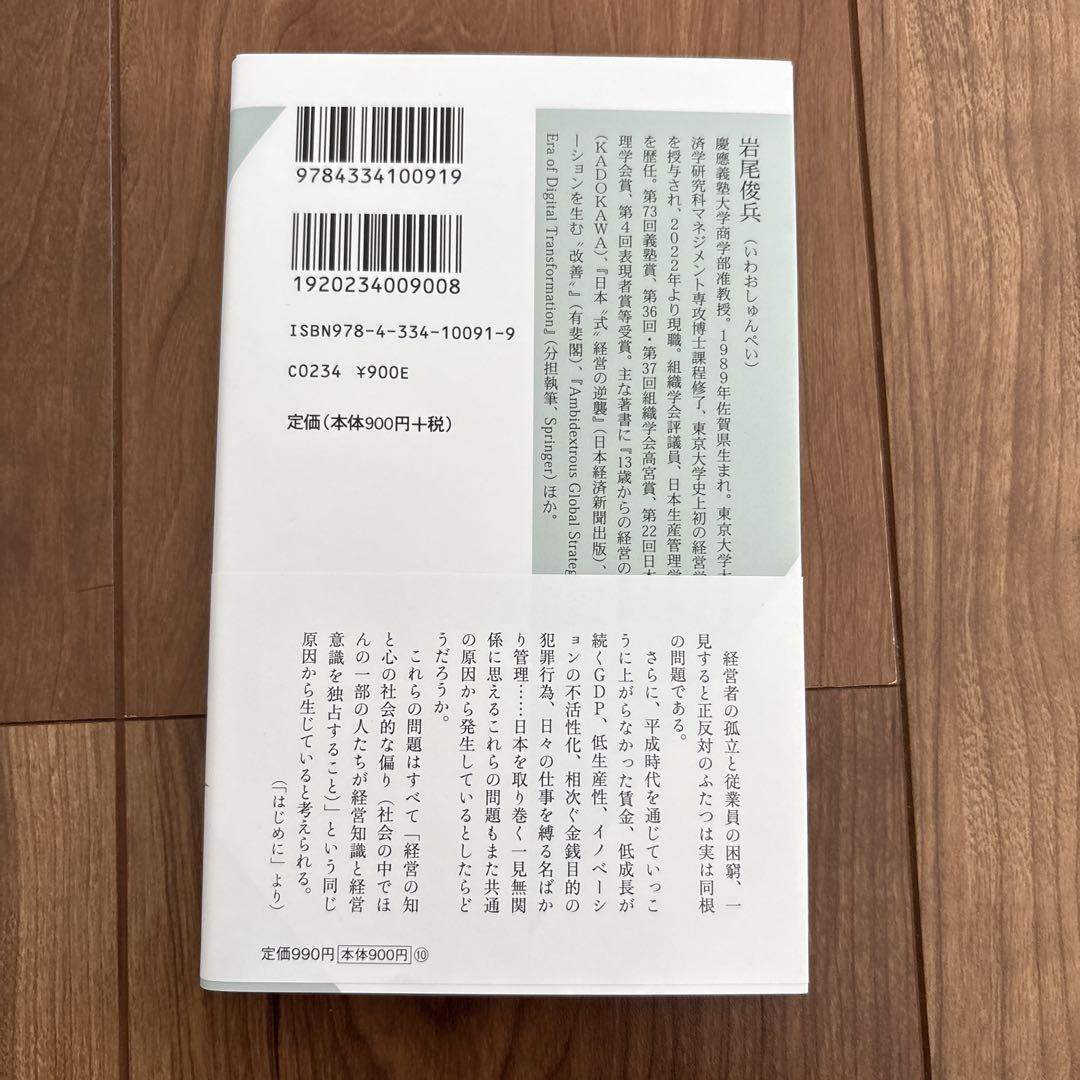 9784334100919
1920234009008
ISBN978-4-334-10091-9
C0234 ¥900E
定価(本体900円+税)
岩尾俊兵(いわおしゅんぺい)
慶應義塾大学商学部准教授。1989年佐賀県生まれ。東京大学大
済学研究科マネジメント専攻博士課程修了、東京大学史上初の経営学
を授与され、2022年より現職。組織学会評議員、日本生産管理学
を歴任。第73回義塾賞、第36回・第37回組織学会高宮賞、第22回日本
理学会賞、第4回表現者賞等受賞。主な著書に『13歳からの経営の
(KADOKAWA)、『日本〝式〟経営の逆襲』(日本経済新聞出版)、
ーションを生む〝改善〟』(有斐閣)、『Ambidextrous Global Strateg
Era of Digital Transformation』(分担執筆、Springer)ほか。
経営者の孤立と従業員の困窮、一
見すると正反対のふたつは実は同根
の問題である。
さらに、平成時代を通じていっこ
うに上がらなかった賃金、低成長が
続くGDP、低生産性、イノベーシ
ョンの不活性化、相次ぐ金銭目的の
犯罪行為、日々の仕事を縛る名ばか
り管理……日本を取り巻く一見無関
係に思えるこれらの問題もまた共通
の原因から発生しているとしたらど
うだろうか。
これらの問題はすべて「経営の知
と心の社会的な偏り(社会の中でほ
んの一部の人たちが経営知識と経営
意識を独占すること)」という同じ
原因から生じていると考えられる。
(「はじめに」より)
定価990円 本体900円 ⑩